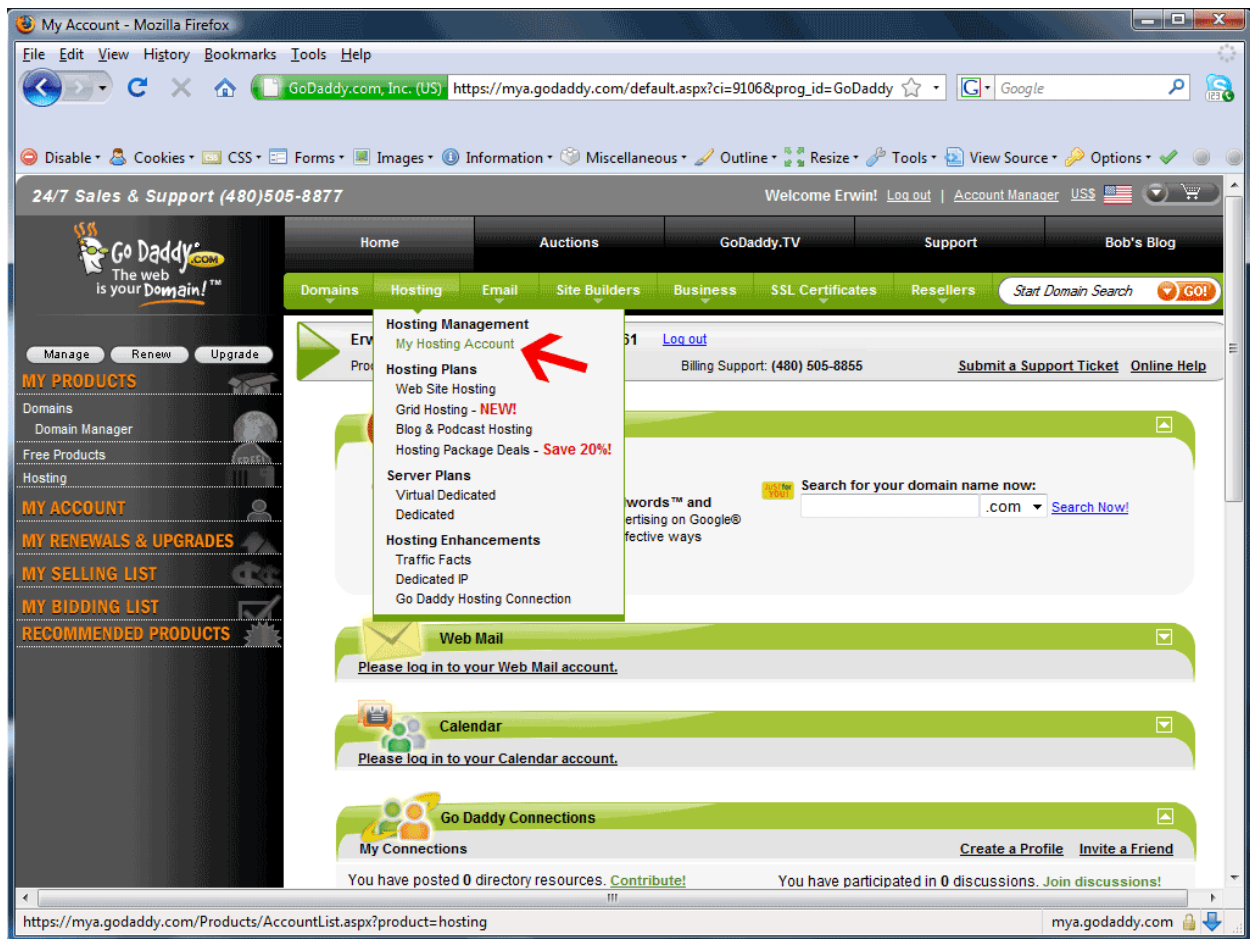 My Account - Mozilla Firefox
File Edit View History Bookmarks Tools Help
GoDaddy.com, Inc. (US) https://mya.godaddy.com/default.aspx?ci=9106&prog_id=GoDaddy G Google
Disable Cookies CSS Forms Images Information Miscellaneous Outline Resize Tools View Source Options
24/7 Sales & Support (480)505-8877 Welcome Erwin! Log out | Account Manager US$
Go Daddy.COM
The web
is your Domain!™
Home Auctions GoDaddy.TV Support Bob's Blog
Domains Hosting Email Site Builders Business SSL Certificates Resellers Start Domain Search GO!
Manage Renew Upgrade
MY PRODUCTS
Domains
Domain Manager
Free Products
Hosting
MY ACCOUNT
MY RENEWALS & UPGRADES
MY SELLING LIST
MY BIDDING LIST
RECOMMENDED PRODUCTS
Hosting Management
My Hosting Account
Hosting Plans
Web Site Hosting
Grid Hosting - NEW!
Blog & Podcast Hosting
Hosting Package Deals - Save 20%!
Server Plans
Virtual Dedicated
Dedicated
Hosting Enhancements
Traffic Facts
Dedicated IP
Go Daddy Hosting Connection
61 Log out
Billing Support: (480) 505-8855 Submit a Support Ticket Online Help
words™ and
ertising on Google®
fective ways
Just for YOU! Search for your domain name now:
.com Search Now!
Web Mail
Please log in to your Web Mail account.
Calendar
Please log in to your Calendar account.
Go Daddy Connections
My Connections Create a Profile Invite a Friend
You have posted 0 directory resources. Contribute! You have participated in 0 discussions. Join discussions!
https://mya.godaddy.com/Products/AccountList.aspx?product=hosting mya.godaddy.com